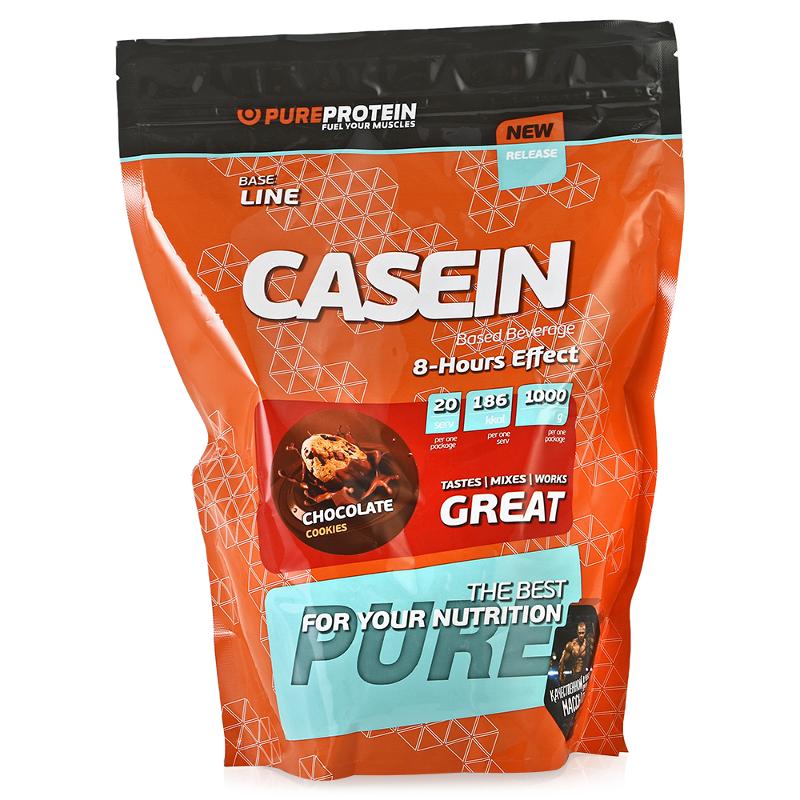 PUREPROTEIN
FUEL YOUR MUSCLES
NEW
RELEASE
BASE
LINE
CASEIN
Based Beverage
8-Hours Effect
20 186 1000
serv kkal g
per one package per one serv per one package
TASTES | MIXES | WORKS
GREAT
CHOCOLATE
COOKIES
THE BEST
FOR YOUR NUTRITION
PURE
КАЧЕСТВЕННОЙ
МАССЫ